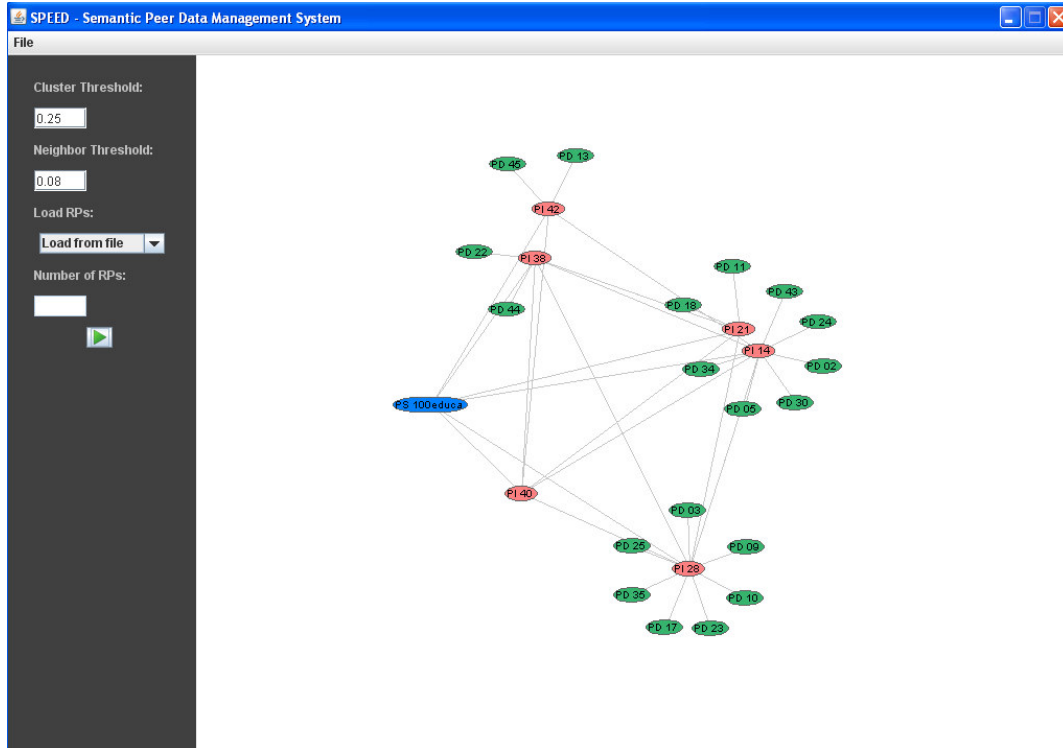 SPEED - Semantic Peer Data Management System
File
Cluster Threshold:
0.25
Neighbor Threshold:
0.08
Load RPs:
Load from file
Number of RPs:
PD 45
PD 13
PI 42
PD 22
PI 38
PD 11
PD 44
PD 18
PD 43
PI 21
PD 24
PI 14
PD 34
PD 02
PS 100educa
PD 05
PD 30
PI 40
PD 03
PD 25
PD 09
PI 28
PD 35
PD 10
PD 17
PD 23